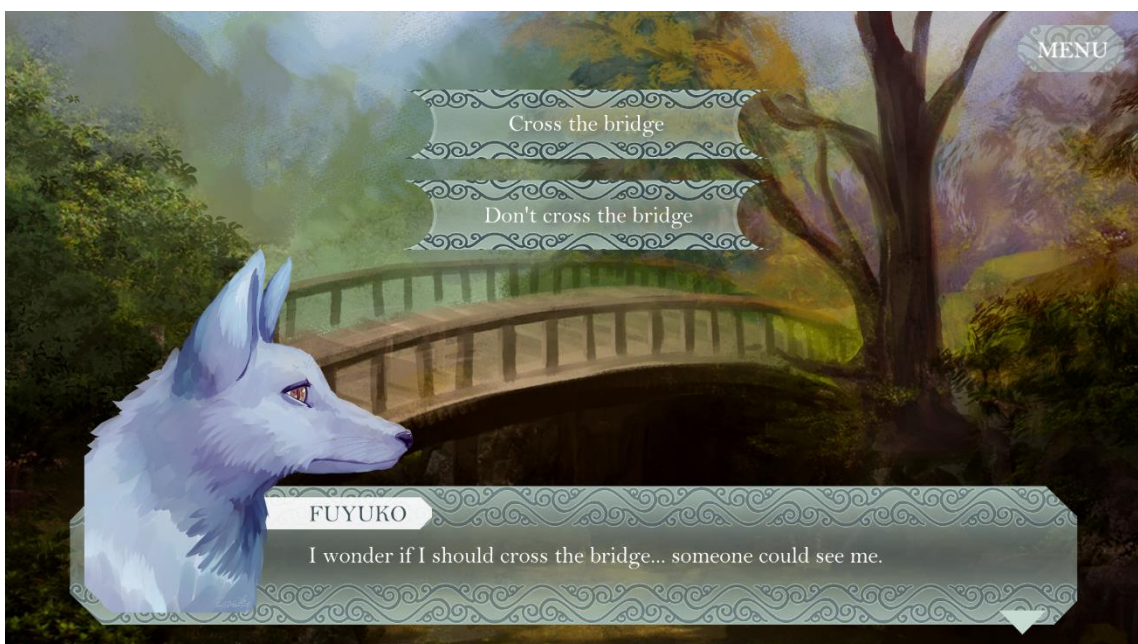 MENU
Cross the bridge
Don't cross the bridge
FUYUKO
I wonder if I should cross the bridge... someone could see me.